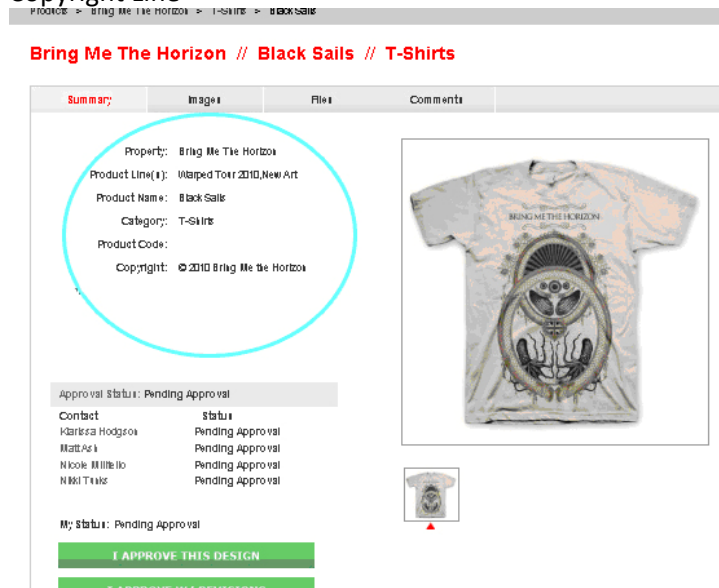 Copyright Line
Products > Bring Me The Horizon > T-Shirts > Black Sails
Bring Me The Horizon // Black Sails // T-Shirts
Summary Images Files Comments
Property: Bring Me The Horizon
Product Line(s): Warped Tour 2010,New Art
Product Name: Black Sails
Category: T-Shirts
Product Code:
Copyright: © 2010 Bring Me the Horizon
BRING ME THE HORIZON
Approval Status: Pending Approval
Contact Status
Klarissa Hodgson Pending Approval
Matt Ash Pending Approval
Nicole Pending Approval
Nikki Pending Approval
My Status: Pending Approval
I APPROVE THIS DESIGN
I APPROVE W/ REVISIONS